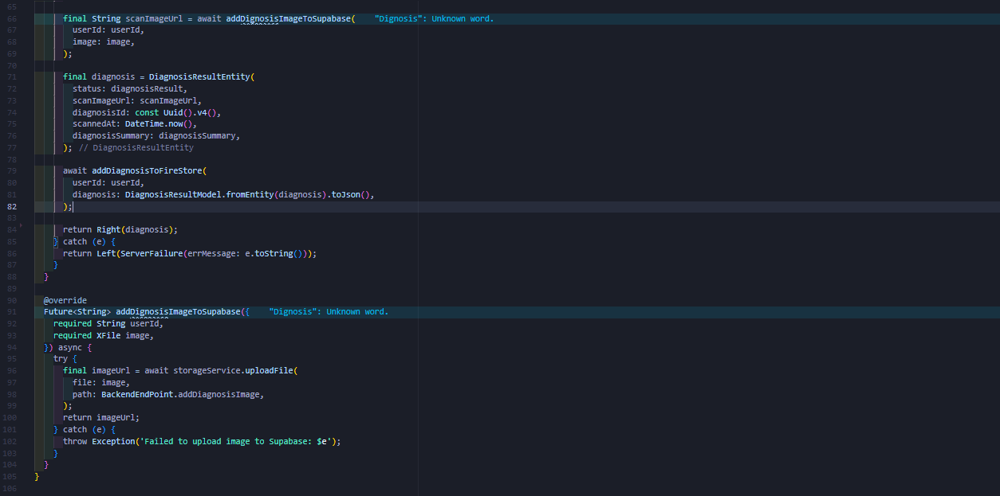 65
66 final String scanImageUrl = await addDignosisImageToSupabase( "Dignosis": Unknown word.
67 userId: userId,
68 image: image,
69 );
70
71 final diagnosis = DiagnosisResultEntity(
72 status: diagnosisResult,
73 scanImageUrl: scanImageUrl,
74 diagnosisId: const Uuid().v4(),
75 scannedAt: DateTime.now(),
76 diagnosisSummary: diagnosisSummary,
77 ); // DiagnosisResultEntity
78
79 await addDiagnosisToFireStore(
80 userId: userId,
81 diagnosis: DiagnosisResultModel.fromEntity(diagnosis).toJson(),
82 );
83
84 return Right(diagnosis);
85 } catch (e) {
86 return Left(ServerFailure(errMessage: e.toString()));
87 }
88 }
89
90 @override
91 Future<String> addDignosisImageToSupabase({ "Dignosis": Unknown word.
92 required String userId,
93 required XFile image,
94 }) async {
95 try {
96 final imageUrl = await storageService.uploadFile(
97 file: image,
98 path: BackendEndPoint.addDiagnosisImage,
99 );
100 return imageUrl;
101 } catch (e) {
102 throw Exception('Failed to upload image to Supabase: $e');
103 }
104 }
105 }
106